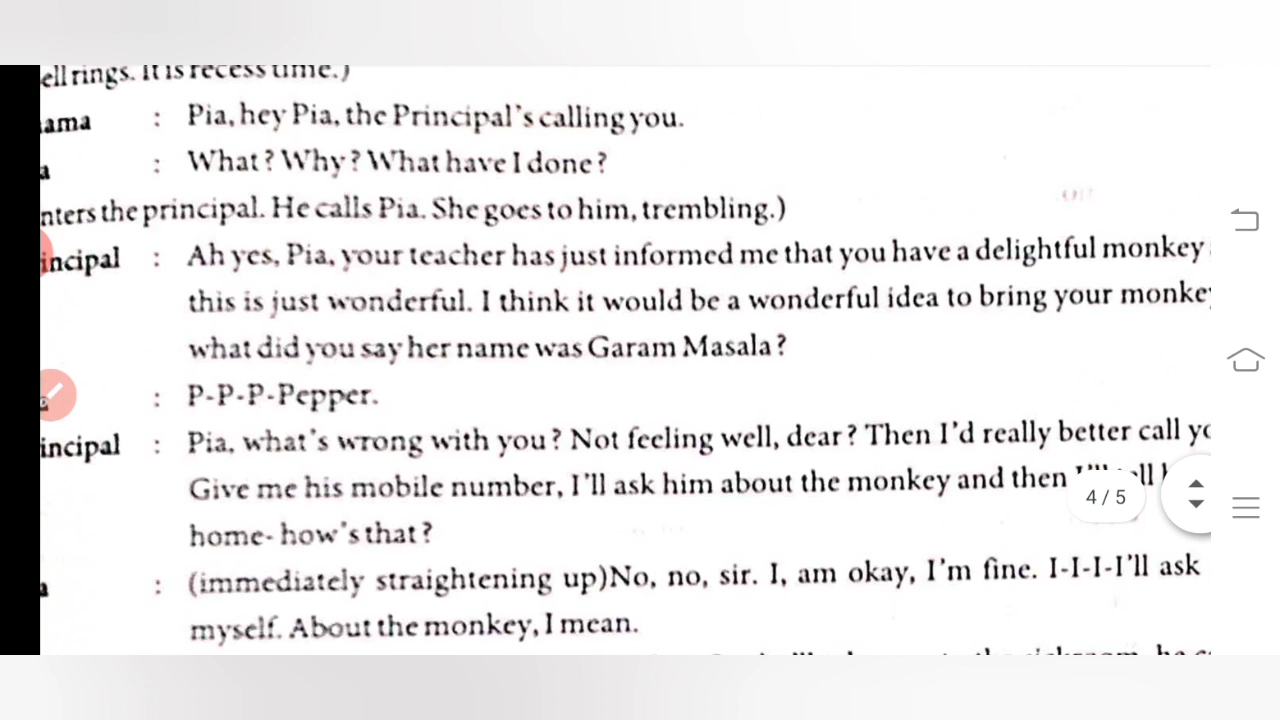 ell rings. It is recess time.)
ama : Pia, hey Pia, the Principal's calling you.
a : What? Why? What have I done?
nters the principal. He calls Pia. She goes to him, trembling.)
incipal : Ah yes, Pia, your teacher has just informed me that you have a delightful monkey
this is just wonderful. I think it would be a wonderful idea to bring your monkey
what did you say her name was Garam Masala?
: P-P-P-Pepper.
incipal : Pia, what's wrong with you? Not feeling well, dear? Then I'd really better call yo
Give me his mobile number, I'll ask him about the monkey and then
home- how's that?
a : (immediately straightening up)No, no, sir. I, am okay, I'm fine. I-I-I-I'll ask
myself. About the monkey, I mean.
4 / 5